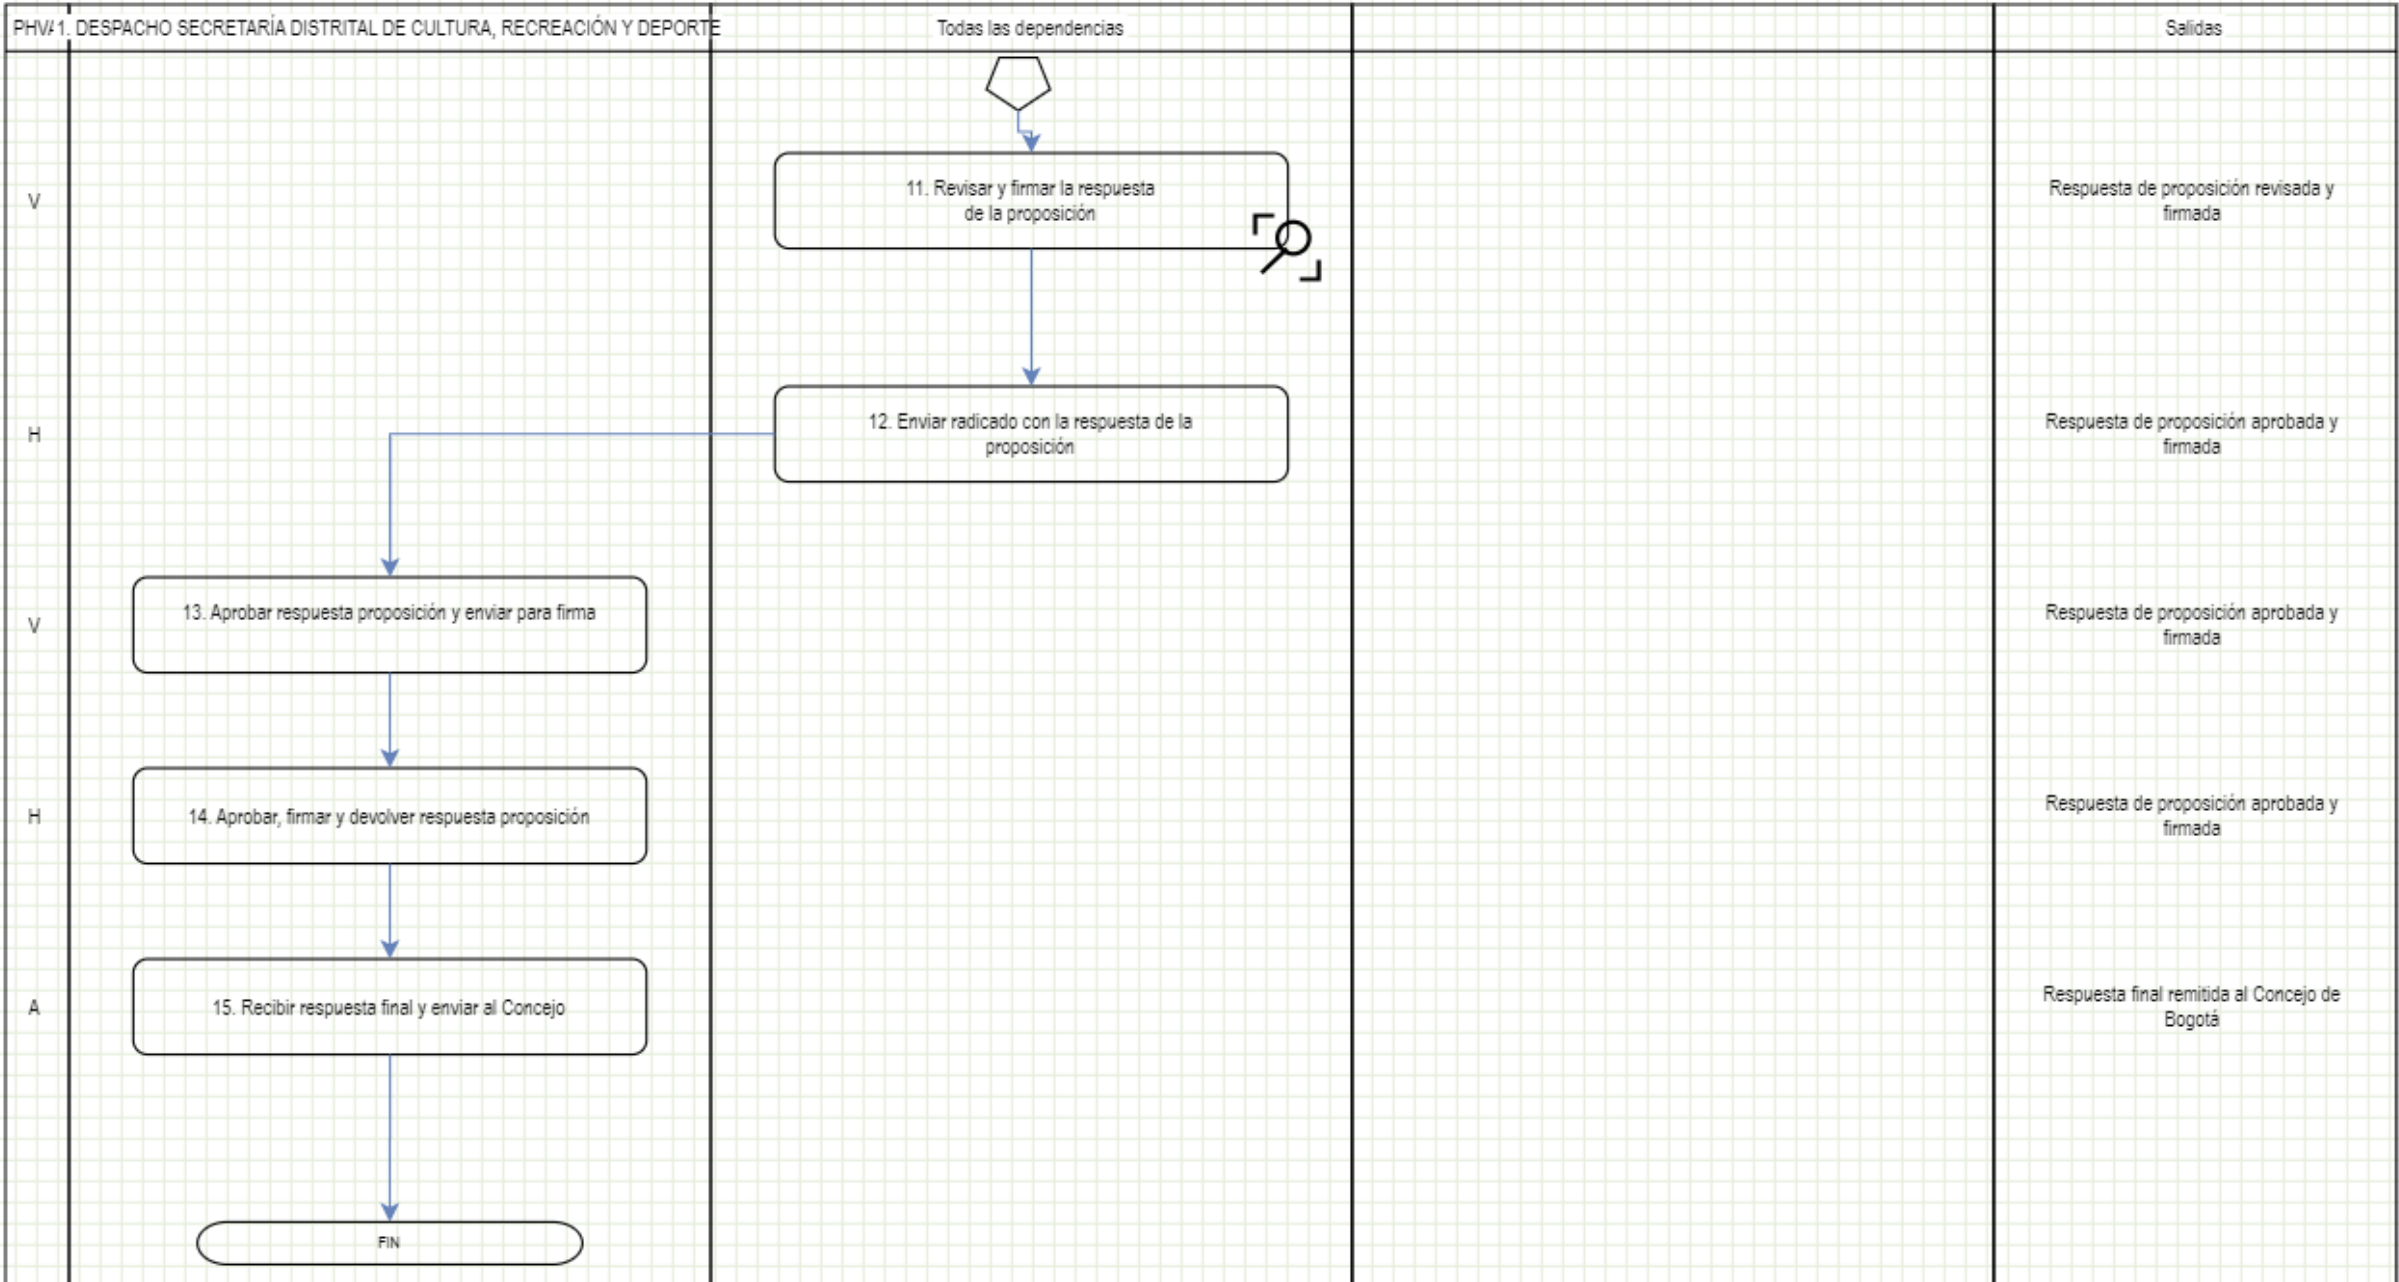 PHVA 1. DESPACHO SECRETARÍA DISTRITAL DE CULTURA, RECREACIÓN Y DEPORTE
Todas las dependencias
Salidas
V
11. Revisar y firmar la respuesta
de la proposición
Respuesta de proposición revisada y
firmada
H
12. Enviar radicado con la respuesta de la
proposición
Respuesta de proposición aprobada y
firmada
V
13. Aprobar respuesta proposición y enviar para firma
Respuesta de proposición aprobada y
firmada
H
14. Aprobar, firmar y devolver respuesta proposición
Respuesta de proposición aprobada y
firmada
A
15. Recibir respuesta final y enviar al Concejo
Respuesta final remitida al Concejo de
Bogotá
FIN